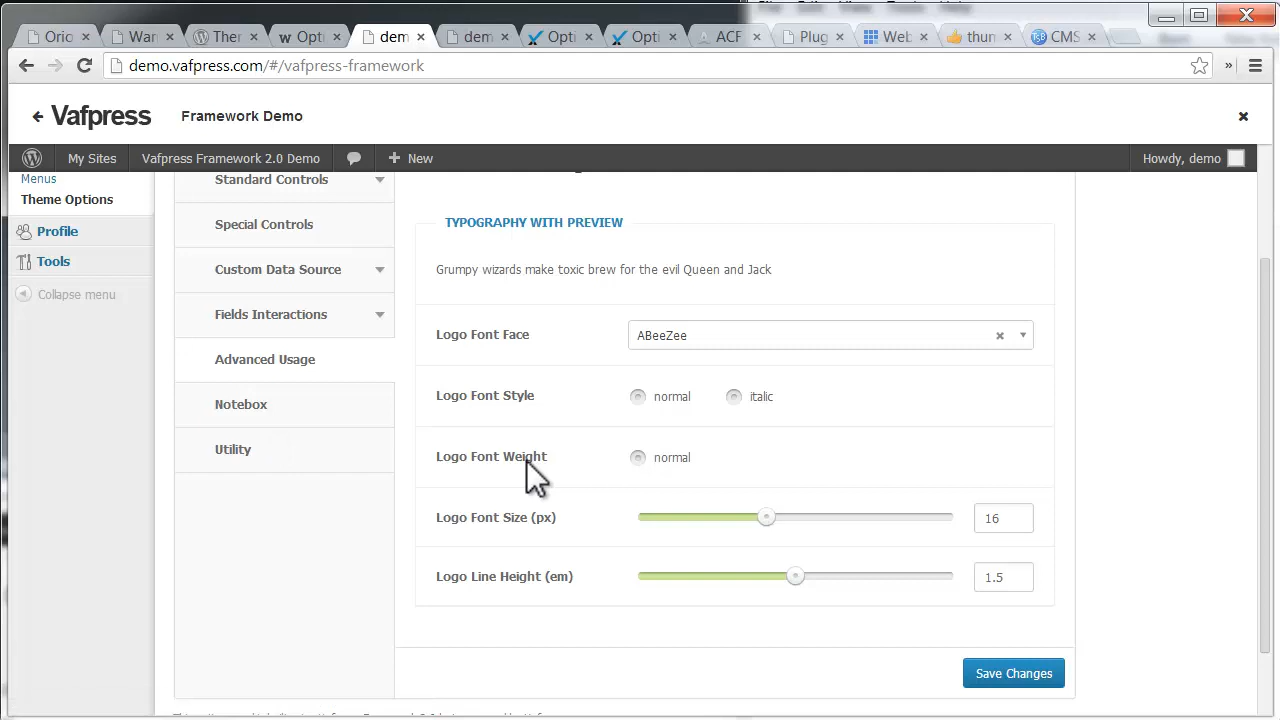 Orio
War
Ther
Opti
dem
dem
Opti
Opti
ACF
Plug
Web
thun
CMS
demo.vafpress.com/#/vafpress-framework
»
Vafpress Framework Demo
My Sites Vafpress Framework 2.0 Demo + New Howdy, demo
Menus
Theme Options
Profile
Tools
Collapse menu
Standard Controls
Special Controls
Custom Data Source
Fields Interactions
Advanced Usage
Notebox
Utility
TYPOGRAPHY WITH PREVIEW
Grumpy wizards make toxic brew for the evil Queen and Jack
Logo Font Face ABeeZee
Logo Font Style normal italic
Logo Font Weight normal
Logo Font Size (px) 16
Logo Line Height (em) 1.5
Save Changes